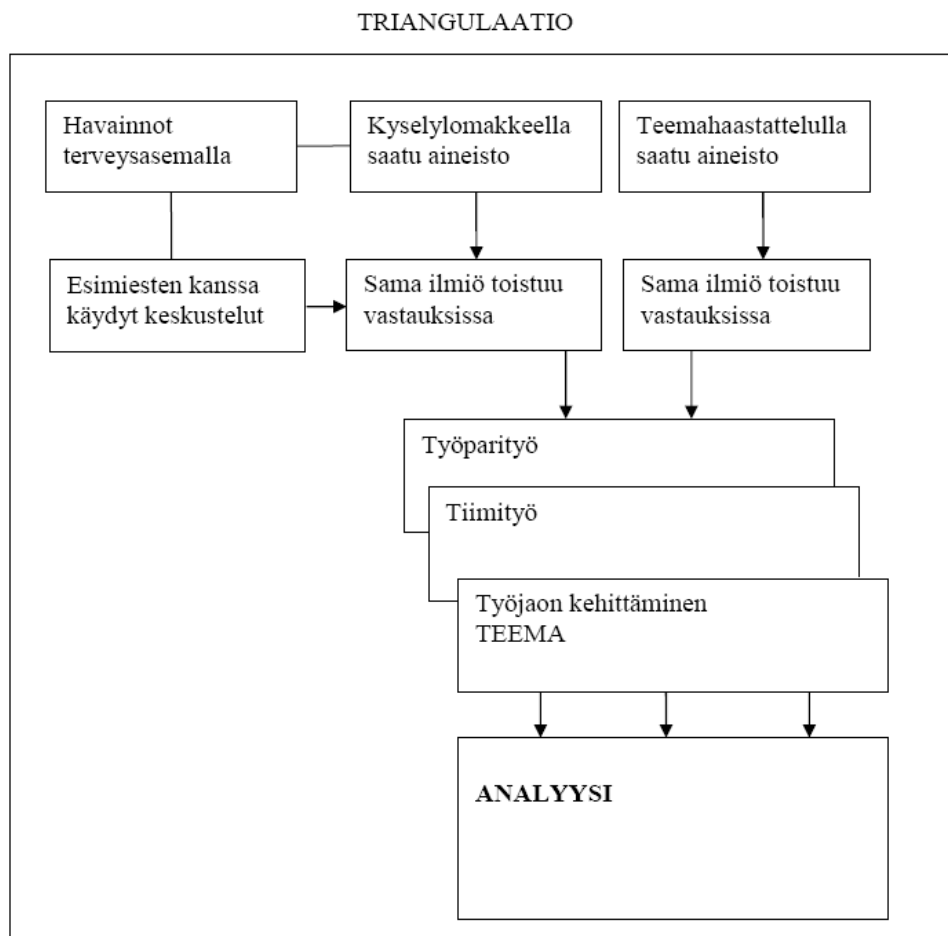 TRIANGULAATIO
Havainnot
terveysasemalla
Kyselylomakkeella
saatu aineisto
Teemahaastattelulla
saatu aineisto
Esimiesten kanssa
käydyt keskustelut
Sama ilmiö toistuu
vastauksissa
Sama ilmiö toistuu
vastauksissa
Työparityö
Tiimityö
Työjaon kehittäminen
TEEMA
ANALYYSI